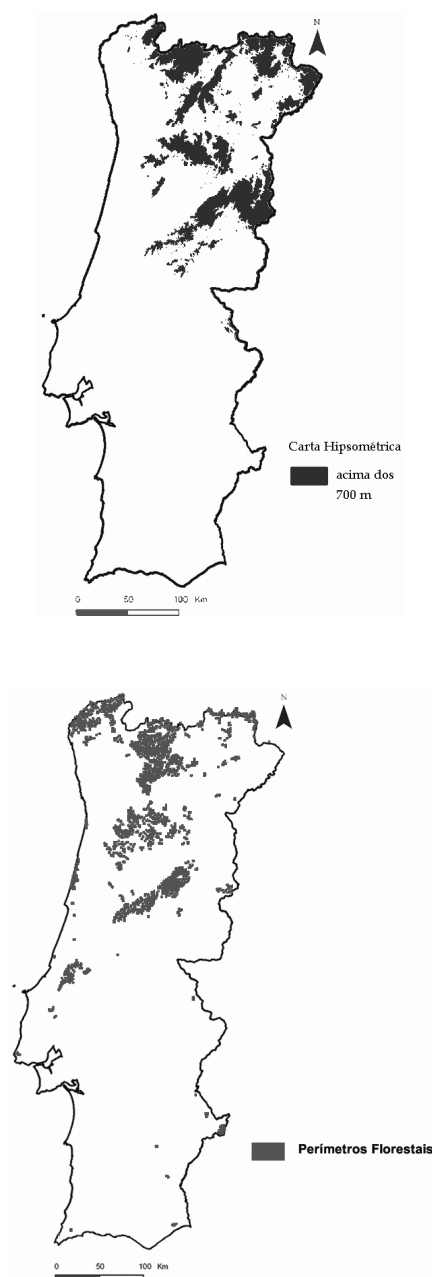 N
Carta Hipsométrica
acima dos
700 m
0 50 100 Km
N
Perímetros Florestais
0 50 100 Km